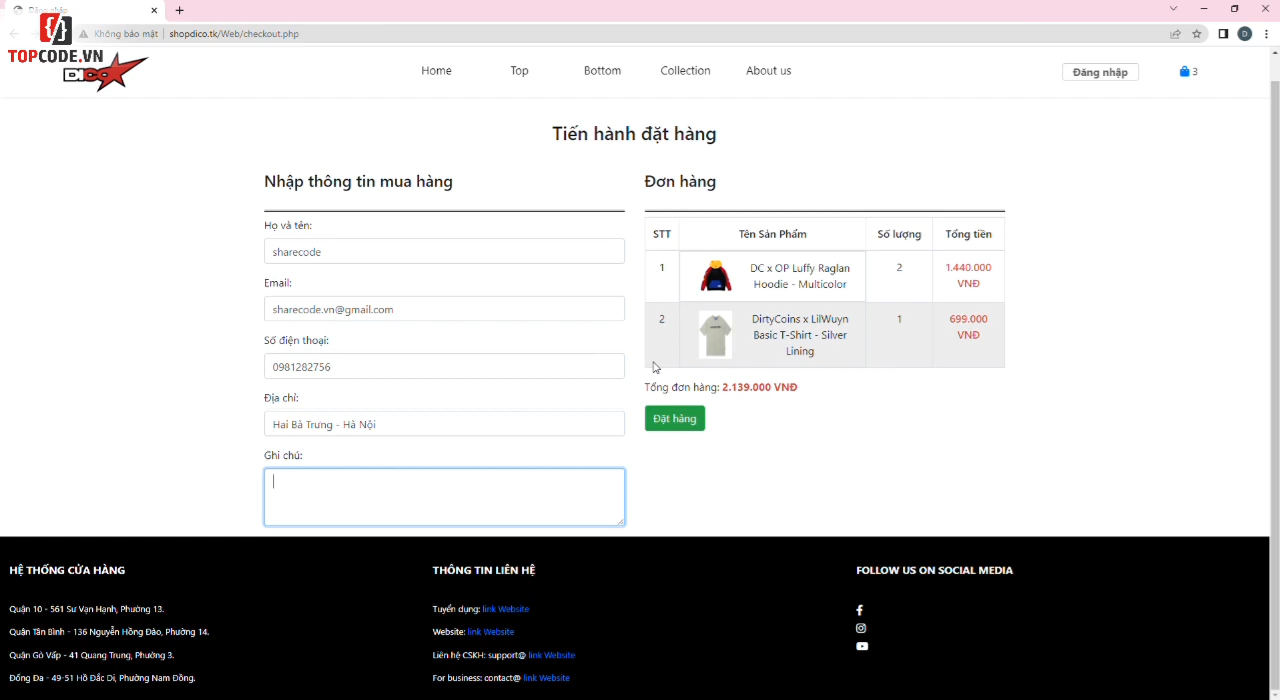 Đăng nhập
Không bảo mật
shopdico.tk/Web/checkout.php
D
TOPCODE.VN
DICO
Home
Top
Bottom
Collection
About us
Đăng nhập
3
Tiến hành đặt hàng
Nhập thông tin mua hàng
Họ và tên:
sharecode
Email:
sharecode.vn@gmail.com
Số điện thoại:
0981282756
Địa chỉ:
Hai Bà Trưng - Hà Nội
Ghi chú:
Đơn hàng
STT Tên Sản Phẩm Số lượng Tổng tiền
1 DC x OP Luffy Raglan 2 1.440.000
Hoodie - Multicolor VNĐ
2 DirtyCoins x LilWuyn 1 699.000
Basic T-Shirt - Silver VNĐ
Lining
Tổng đơn hàng: 2.139.000 VNĐ
Đặt hàng
HỆ THỐNG CỬA HÀNG
Quận 10 - 561 Sư Vạn Hạnh, Phường 13.
Quận Tân Bình - 136 Nguyễn Hồng Đào, Phường 14.
Quận Gò Vấp - 41 Quang Trung, Phường 3.
Đống Đa - 49-51 Hồ Đắc Di, Phường Nam Đồng.
THÔNG TIN LIÊN HỆ
Tuyển dụng: link Website
Website: link Website
Liên hệ CSKH: support@ link Website
For business: contact@ link Website
FOLLOW US ON SOCIAL MEDIA